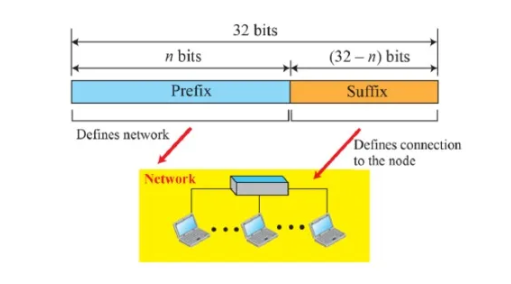 32 bits
n bits
(32 – n) bits
Prefix
Suffix
Defines network
Defines connection
to the node
Network